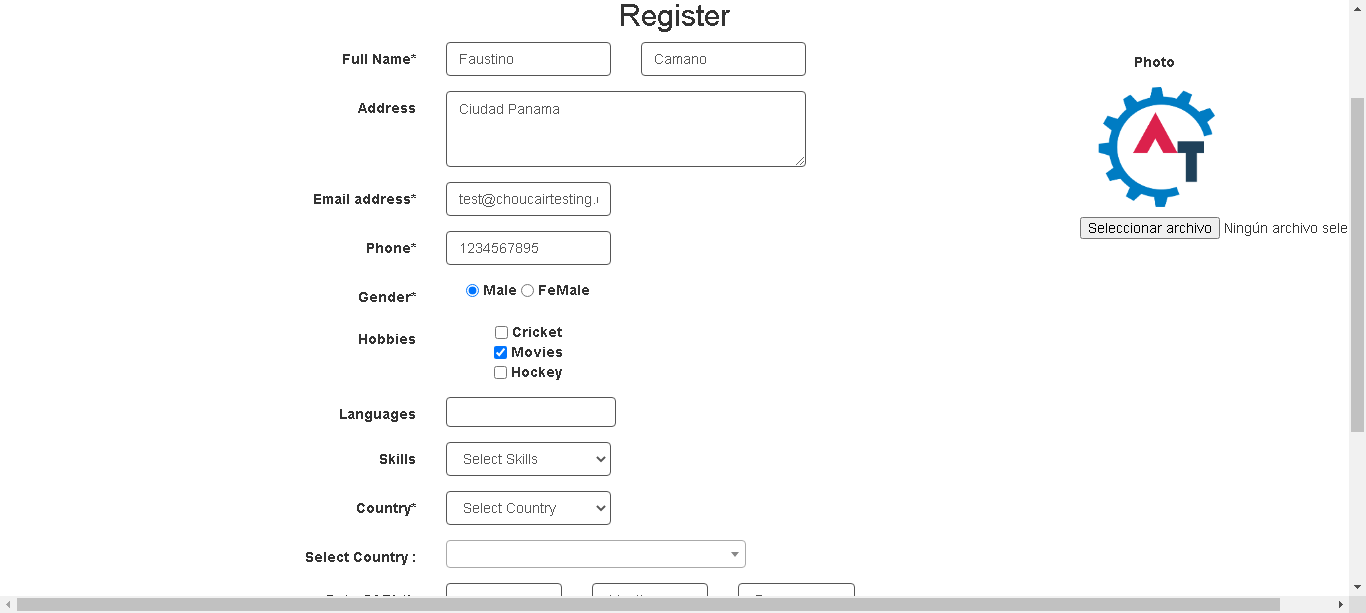 Register
Full Name* Faustino Camano
Photo
Address Ciudad Panama
AT
Email address* test@choucairtesting.
Seleccionar archivo Ningún archivo sele
Phone* 1234567895
Gender* Male FeMale
Hobbies Cricket
Movies
Hockey
Languages
Skills Select Skills
Country* Select Country
Select Country :